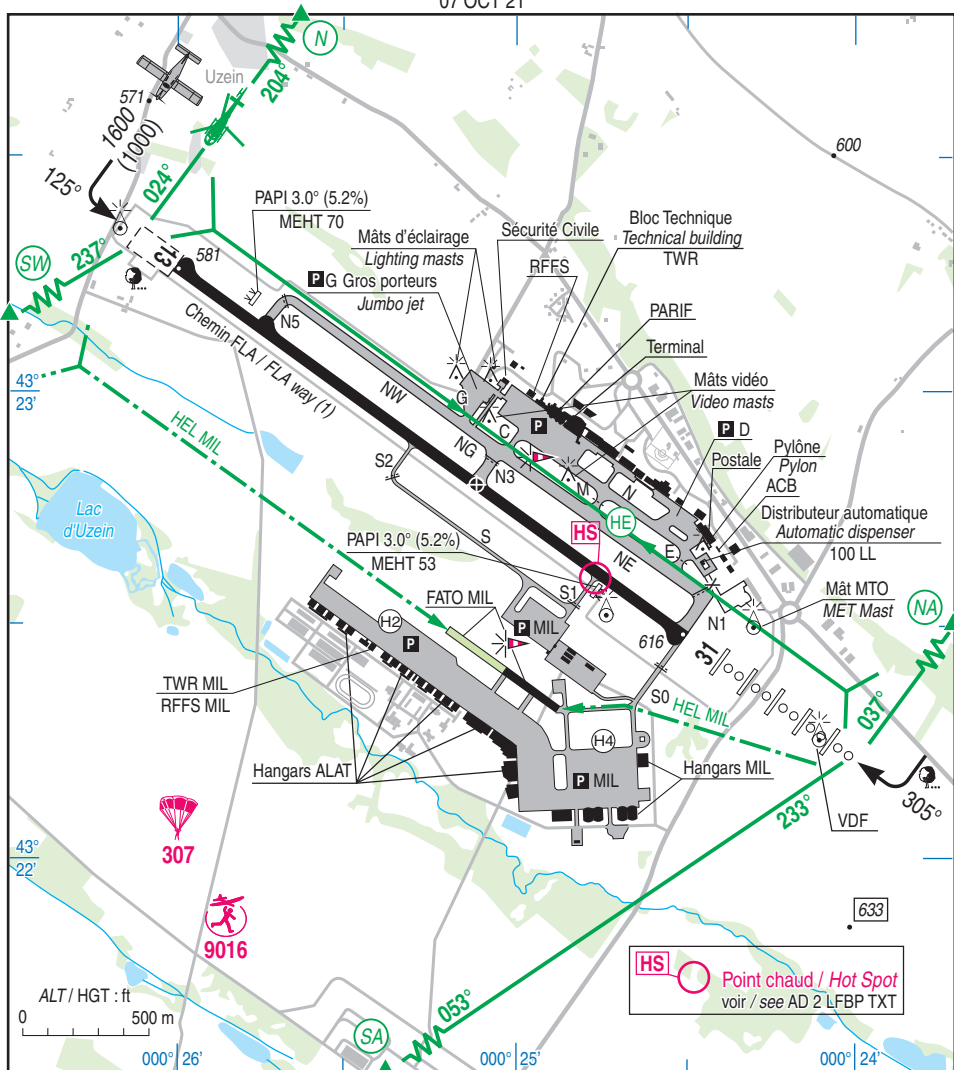 07 OCT 21
N
Uzein
204°
571
1600
(1000)
600
125°
024°
PAPI 3.0° (5.2%)
MEHT 70
Mâts d'éclairage
Lighting masts
Sécurité Civile
Bloc Technique
Technical building
TWR
RFFS
SW
237°
13
581
P G Gros porteurs
Jumbo jet
PARIF
Terminal
N5
Chemin FLA / FLA way (1)
Mâts vidéo
Video masts
43°
23'
NW
G
C
P
P D
HEL MIL
NG
Postale
Pylône
Pylon
S2
N3
M
N
ACB
Lac
d'Uzein
HE
Distributeur automatique
Automatic dispenser
100 LL
HS
S
PAPI 3.0° (5.2%)
MEHT 53
NE
E
S1
FATO MIL
N1
Mât MTO
MET Mast
NA
H2
P
P MIL
616
31
TWR MIL
RFFS MIL
S0
HEL MIL
037°
H4
Hangars ALAT
P MIL
Hangars MIL
305°
VDF
233°
307
43°
22'
9016
633
HS
Point chaud / Hot Spot
voir / see AD 2 LFBP TXT
ALT / HGT : ft
0
500 m
053°
SA
000° 26'
000° 25'
000° 24'